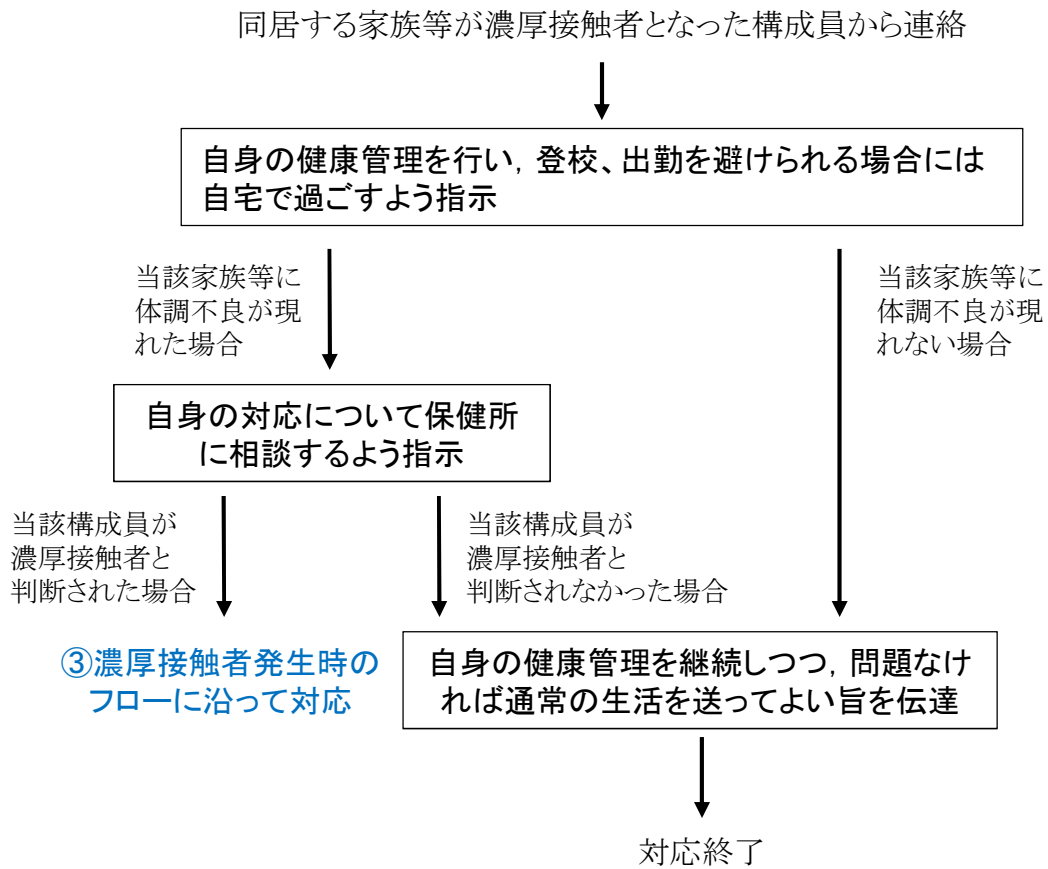 同居する家族等が濃厚接触者となった構成員から連絡
自身の健康管理を行い，登校、出勤を避けられる場合には
自宅で過ごすよう指示
当該家族等に
体調不良が現
れた場合
当該家族等に
体調不良が現
れない場合
自身の対応について保健所
に相談するよう指示
当該構成員が
濃厚接触者と
判断された場合
当該構成員が
濃厚接触者と
判断されなかった場合
③濃厚接触者発生時の
フローに沿って対応
自身の健康管理を継続しつつ，問題なけ
れば通常の生活を送ってよい旨を伝達
対応終了